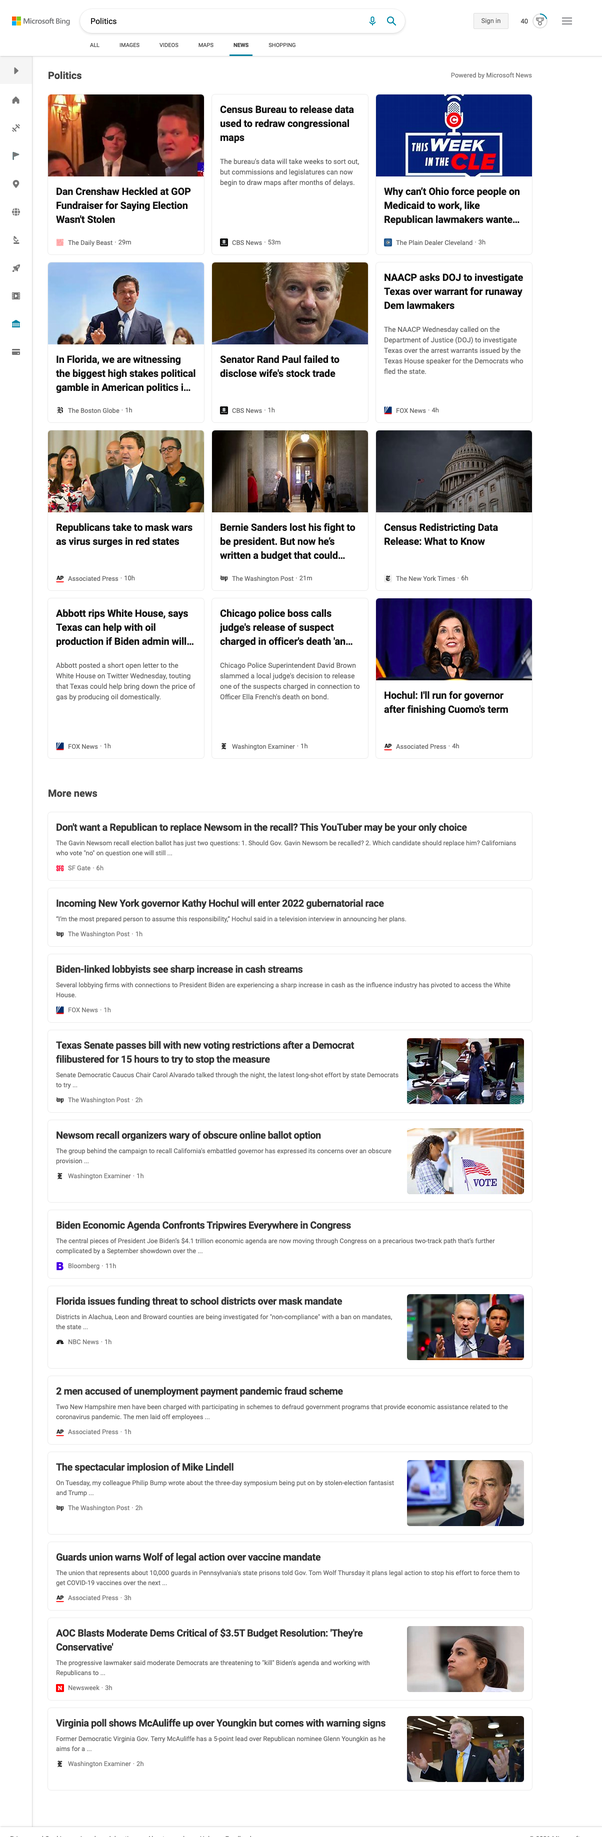 Microsoft Bing
Politics
Sign in
40
ALL
IMAGES
VIDEOS
MAPS
NEWS
SHOPPING
Politics
Powered by Microsoft News
Dan Crenshaw Heckled at GOP
Fundraiser for Saying Election
Wasn't Stolen
The Daily Beast · 29m
Census Bureau to release data
used to redraw congressional
maps
The bureau's data will take weeks to sort out,
but commissions and legislatures can now
begin to draw maps after months of delays.
CBS News · 53m
THIS WEEK
IN THE CLE
Why can't Ohio force people on
Medicaid to work, like
Republican lawmakers wante...
The Plain Dealer Cleveland · 3h
In Florida, we are witnessing
the biggest high stakes political
gamble in American politics i...
The Boston Globe · 1h
Senator Rand Paul failed to
disclose wife's stock trade
CBS News · 1h
NAACP asks DOJ to investigate
Texas over warrant for runaway
Dem lawmakers
The NAACP Wednesday called on the
Department of Justice (DOJ) to investigate
Texas over the arrest warrants issued by the
Texas House speaker for the Democrats who
fled the state.
FOX News · 4h
Republicans take to mask wars
as virus surges in red states
AP Associated Press · 10h
Bernie Sanders lost his fight to
be president. But now he's
written a budget that could...
wp The Washington Post · 21m
Census Redistricting Data
Release: What to Know
The New York Times · 6h
Abbott rips White House, says
Texas can help with oil
production if Biden admin will...
Abbott posted a short open letter to the
White House on Twitter Wednesday, touting
that Texas could help bring down the price of
gas by producing oil domestically.
FOX News · 1h
Chicago police boss calls
judge's release of suspect
charged in officer's death 'an...
Chicago Police Superintendent David Brown
slammed a local judge's decision to release
one of the suspects charged in connection to
Officer Ella French's death on bond.
Washington Examiner · 1h
Hochul: I'll run for governor
after finishing Cuomo's term
AP Associated Press · 4h
More news
Don't want a Republican to replace Newsom in the recall? This YouTuber may be your only choice
The Gavin Newsom recall election ballot has just two questions: 1. Should Gov. Gavin Newsom be recalled? 2. Which candidate should replace him? Californians
who vote "no" on question one will still ...
SF Gate · 6h
Incoming New York governor Kathy Hochul will enter 2022 gubernatorial race
"I'm the most prepared person to assume this responsibility," Hochul said in a television interview in announcing her plans.
wp The Washington Post · 1h
Biden-linked lobbyists see sharp increase in cash streams
Several lobbying firms with connections to President Biden are experiencing a sharp increase in cash as the influence industry has pivoted to access the White
House.
FOX News · 1h
Texas Senate passes bill with new voting restrictions after a Democrat
filibustered for 15 hours to try to stop the measure
Senate Democratic Caucus Chair Carol Alvarado talked through the night, the latest long-shot effort by state Democrats
to try ...
wp The Washington Post · 2h
Newsom recall organizers wary of obscure online ballot option
The group behind the campaign to recall California's embattled governor has expressed its concerns over an obscure
provision ...
Washington Examiner · 1h
VOTE
Biden Economic Agenda Confronts Tripwires Everywhere in Congress
The central pieces of President Joe Biden's $4.1 trillion economic agenda are now moving through Congress on a precarious two-track path that's further
complicated by a September showdown over the ...
B Bloomberg · 11h
Florida issues funding threat to school districts over mask mandate
Districts in Alachua, Leon and Broward counties are being investigated for "non-compliance" with a ban on mandates,
the state ...
NBC News · 1h
2 men accused of unemployment payment pandemic fraud scheme
Two New Hampshire men have been charged with participating in schemes to defraud government programs that provide economic assistance related to the
coronavirus pandemic. The men laid off employees ...
AP Associated Press · 1h
The spectacular implosion of Mike Lindell
On Tuesday, my colleague Philip Bump wrote about the three-day symposium being put on by stolen-election fantasist
and Trump ...
wp The Washington Post · 2h
Guards union warns Wolf of legal action over vaccine mandate
The union that represents about 10,000 guards in Pennsylvania's state prisons told Gov. Tom Wolf Thursday it plans legal action to stop his effort to force them to
get COVID-19 vaccines over the next ...
AP Associated Press · 3h
AOC Blasts Moderate Dems Critical of $3.5T Budget Resolution: 'They're
Conservative'
The progressive lawmaker said moderate Democrats are threatening to "kill" Biden's agenda and working with
Republicans to ...
N Newsweek · 3h
Virginia poll shows McAuliffe up over Youngkin but comes with warning signs
Former Democratic Virginia Gov. Terry McAuliffe has a 5-point lead over Republican nominee Glenn Youngkin as he
aims for a ...
Washington Examiner · 2h